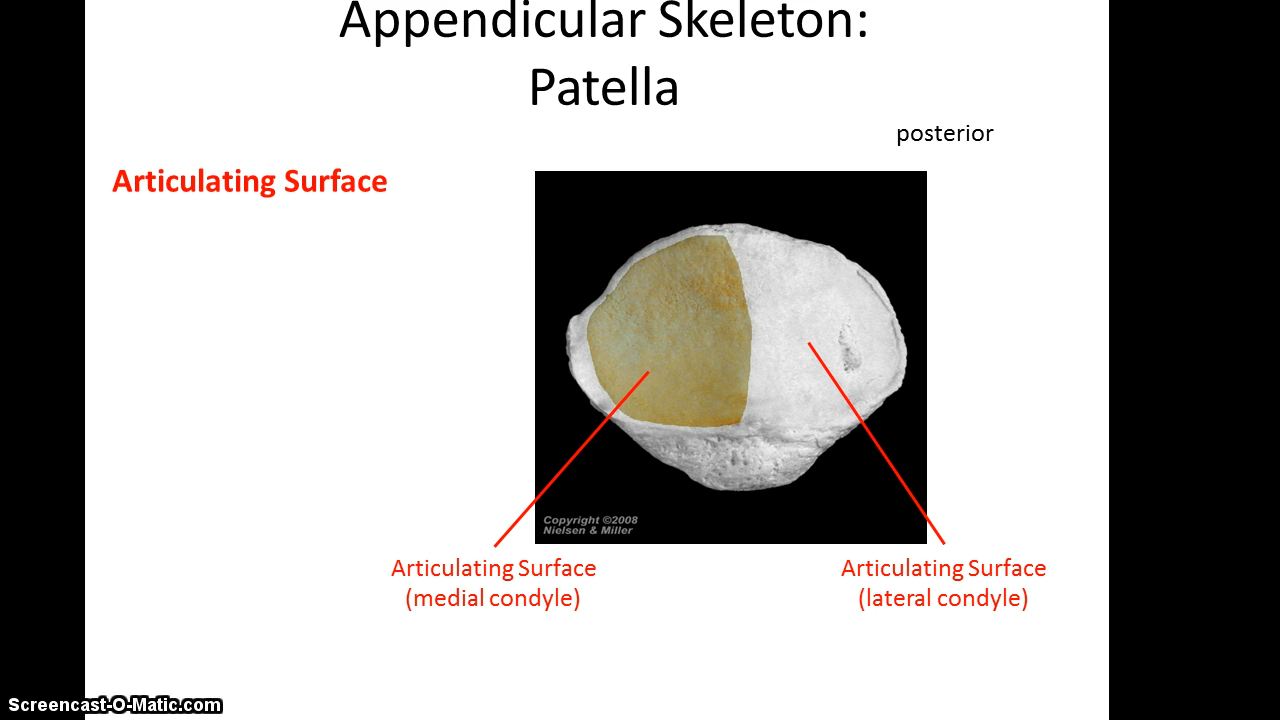 Appendicular Skeleton:
Patella
posterior
Articulating Surface
Copyright ©2008
Nielsen & Miller
Articulating Surface
(medial condyle)
Articulating Surface
(lateral condyle)
Screencast-O-Matic.com